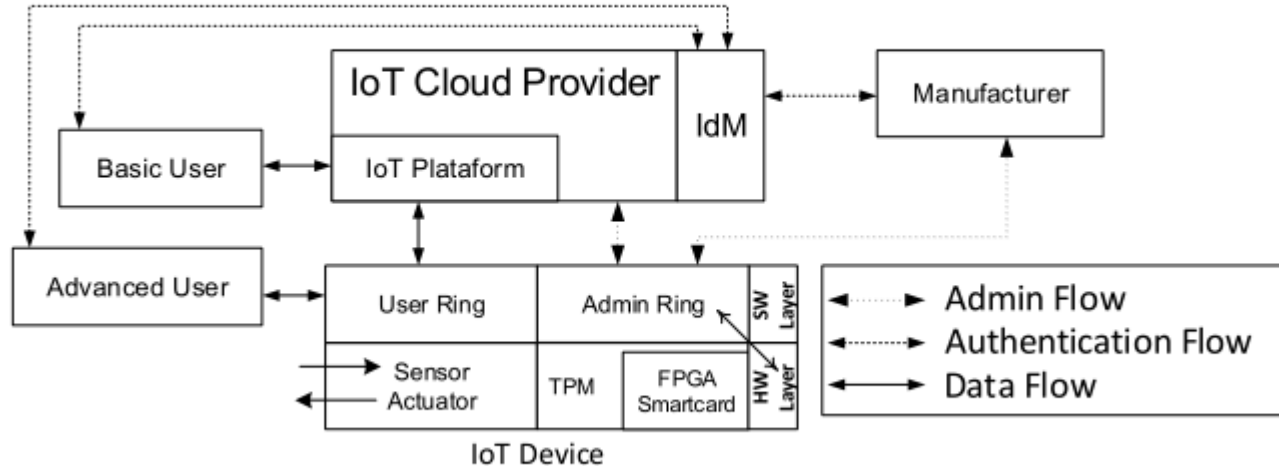 IoT Cloud Provider
IdM
Manufacturer
Basic User
IoT Plataform
Advanced User
User Ring
Admin Ring
SW
Layer
Sensor
Actuator
TPM
FPGA
Smartcard
HW
Layer
IoT Device
Admin Flow
Authentication Flow
Data Flow